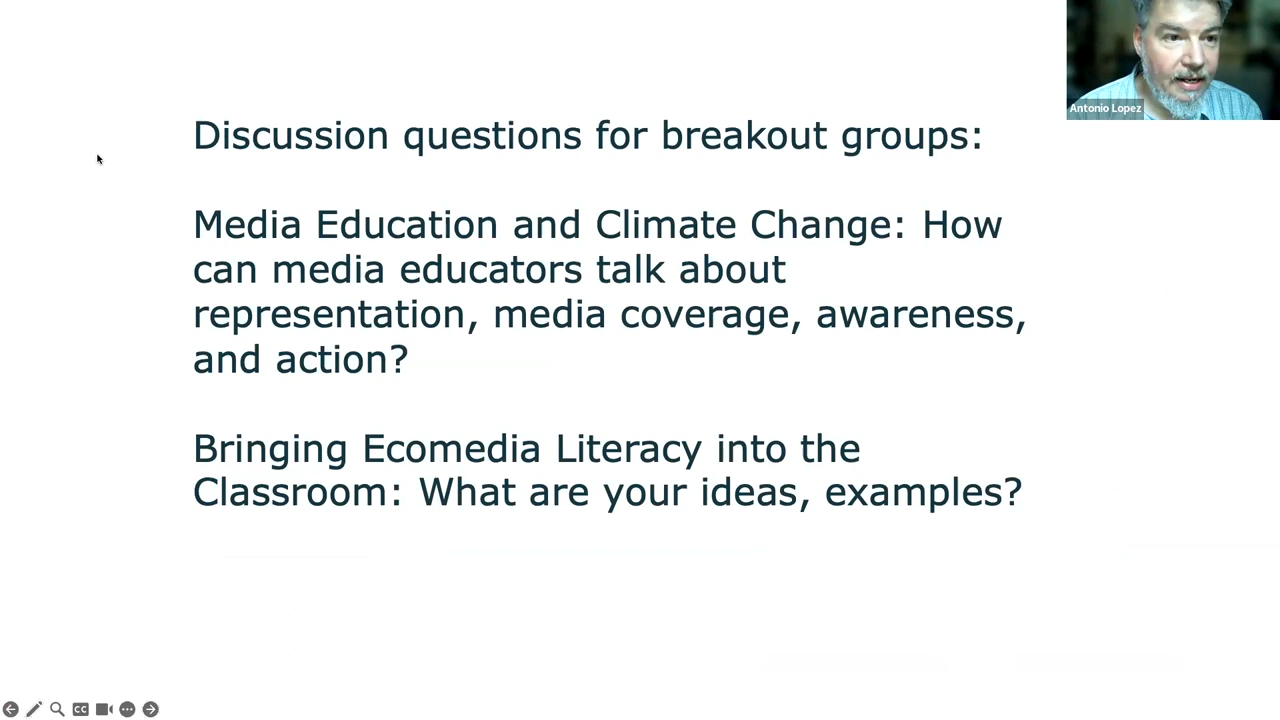 Antonio Lopez
Discussion questions for breakout groups:
Media Education and Climate Change: How
can media educators talk about
representation, media coverage, awareness,
and action?
Bringing Ecomedia Literacy into the
Classroom: What are your ideas, examples?
CC